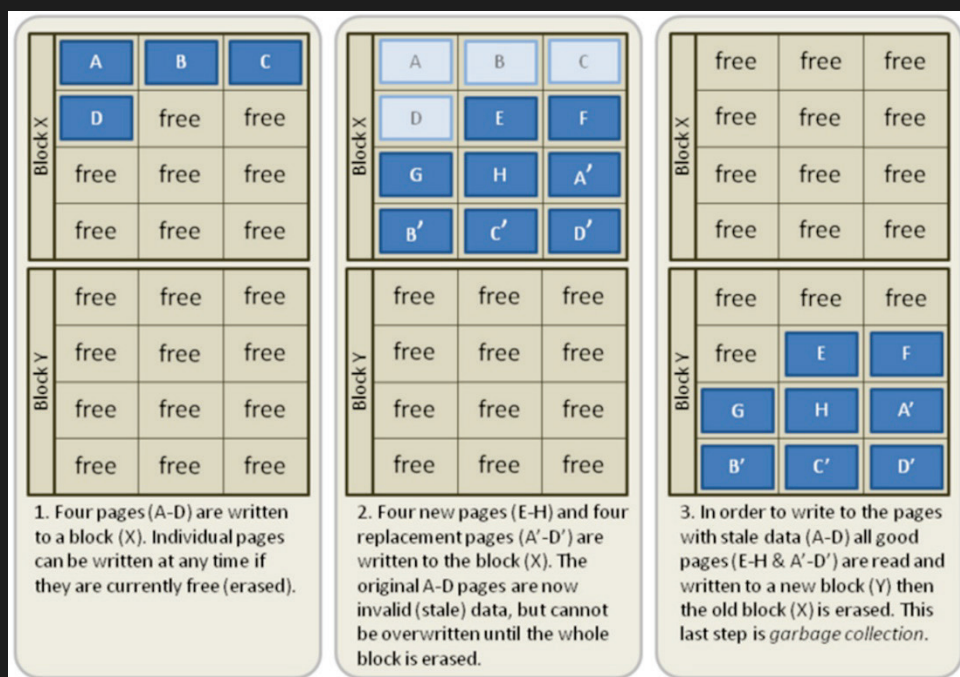 Block X
A B C
D free free
free free free
free free free
Block Y
free free free
free free free
free free free
free free free
1. Four pages (A-D) are written
to a block (X). Individual pages
can be written at any time if
they are currently free (erased).
Block X
A B C
D E F
G H A′
B′ C′ D′
Block Y
free free free
free free free
free free free
free free free
2. Four new pages (E-H) and four
replacement pages (A′-D′) are
written to the block (X). The
original A-D pages are now
invalid (stale) data, but cannot
be overwritten until the whole
block is erased.
Block X
free free free
free free free
free free free
free free free
Block Y
free free free
free E F
G H A′
B′ C′ D′
3. In order to write to the pages
with stale data (A-D) all good
pages (E-H & A′-D′) are read and
written to a new block (Y) then
the old block (X) is erased. This
last step is garbage collection.